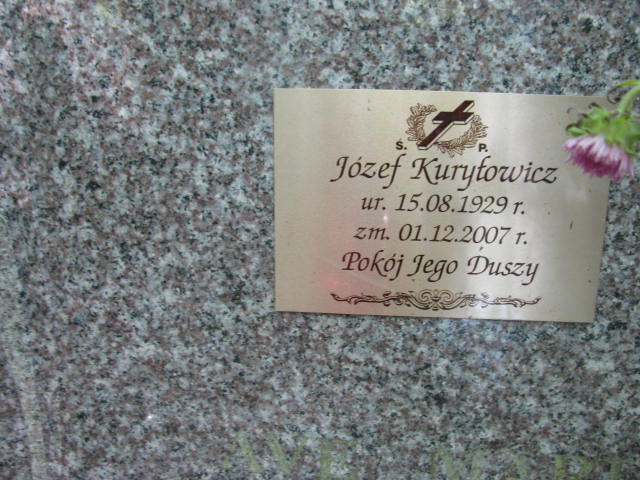 Ś. P.
Józef Kuryłowicz
ur. 15.08.1929 r.
zm. 01.12.2007 r.
Pokój Jego Duszy